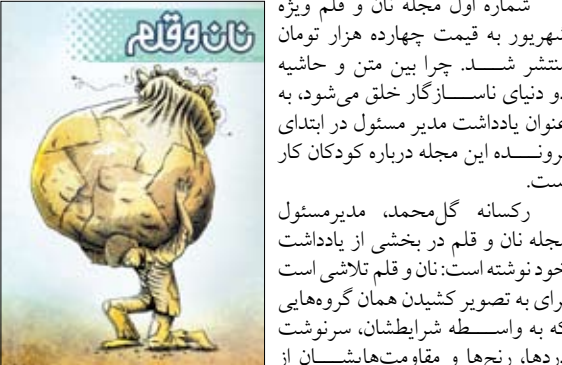 نان و قلم
شماره اول مجله نان و قلم ویژه
شهریور به قیمت چهارده هزار تومان
منتشر شد. چرا بین متن و حاشیه
دو دنیای ناسازگار خلق می‌شود، به
عنوان یادداشت مدیر مسئول در ابتدای
پرونده این مجله درباره کودکان کار
است.
رکسانه گل‌محمد، مدیرمسئول
مجله نان و قلم در بخشی از یادداشت
خود نوشته است: نان و قلم تلاشی است
برای به تصویر کشیدن همان گروه‌هایی
که به واسطه شرایطشان، سرنوشت
دردها، رنج‌ها و مقاومت‌هایشان از